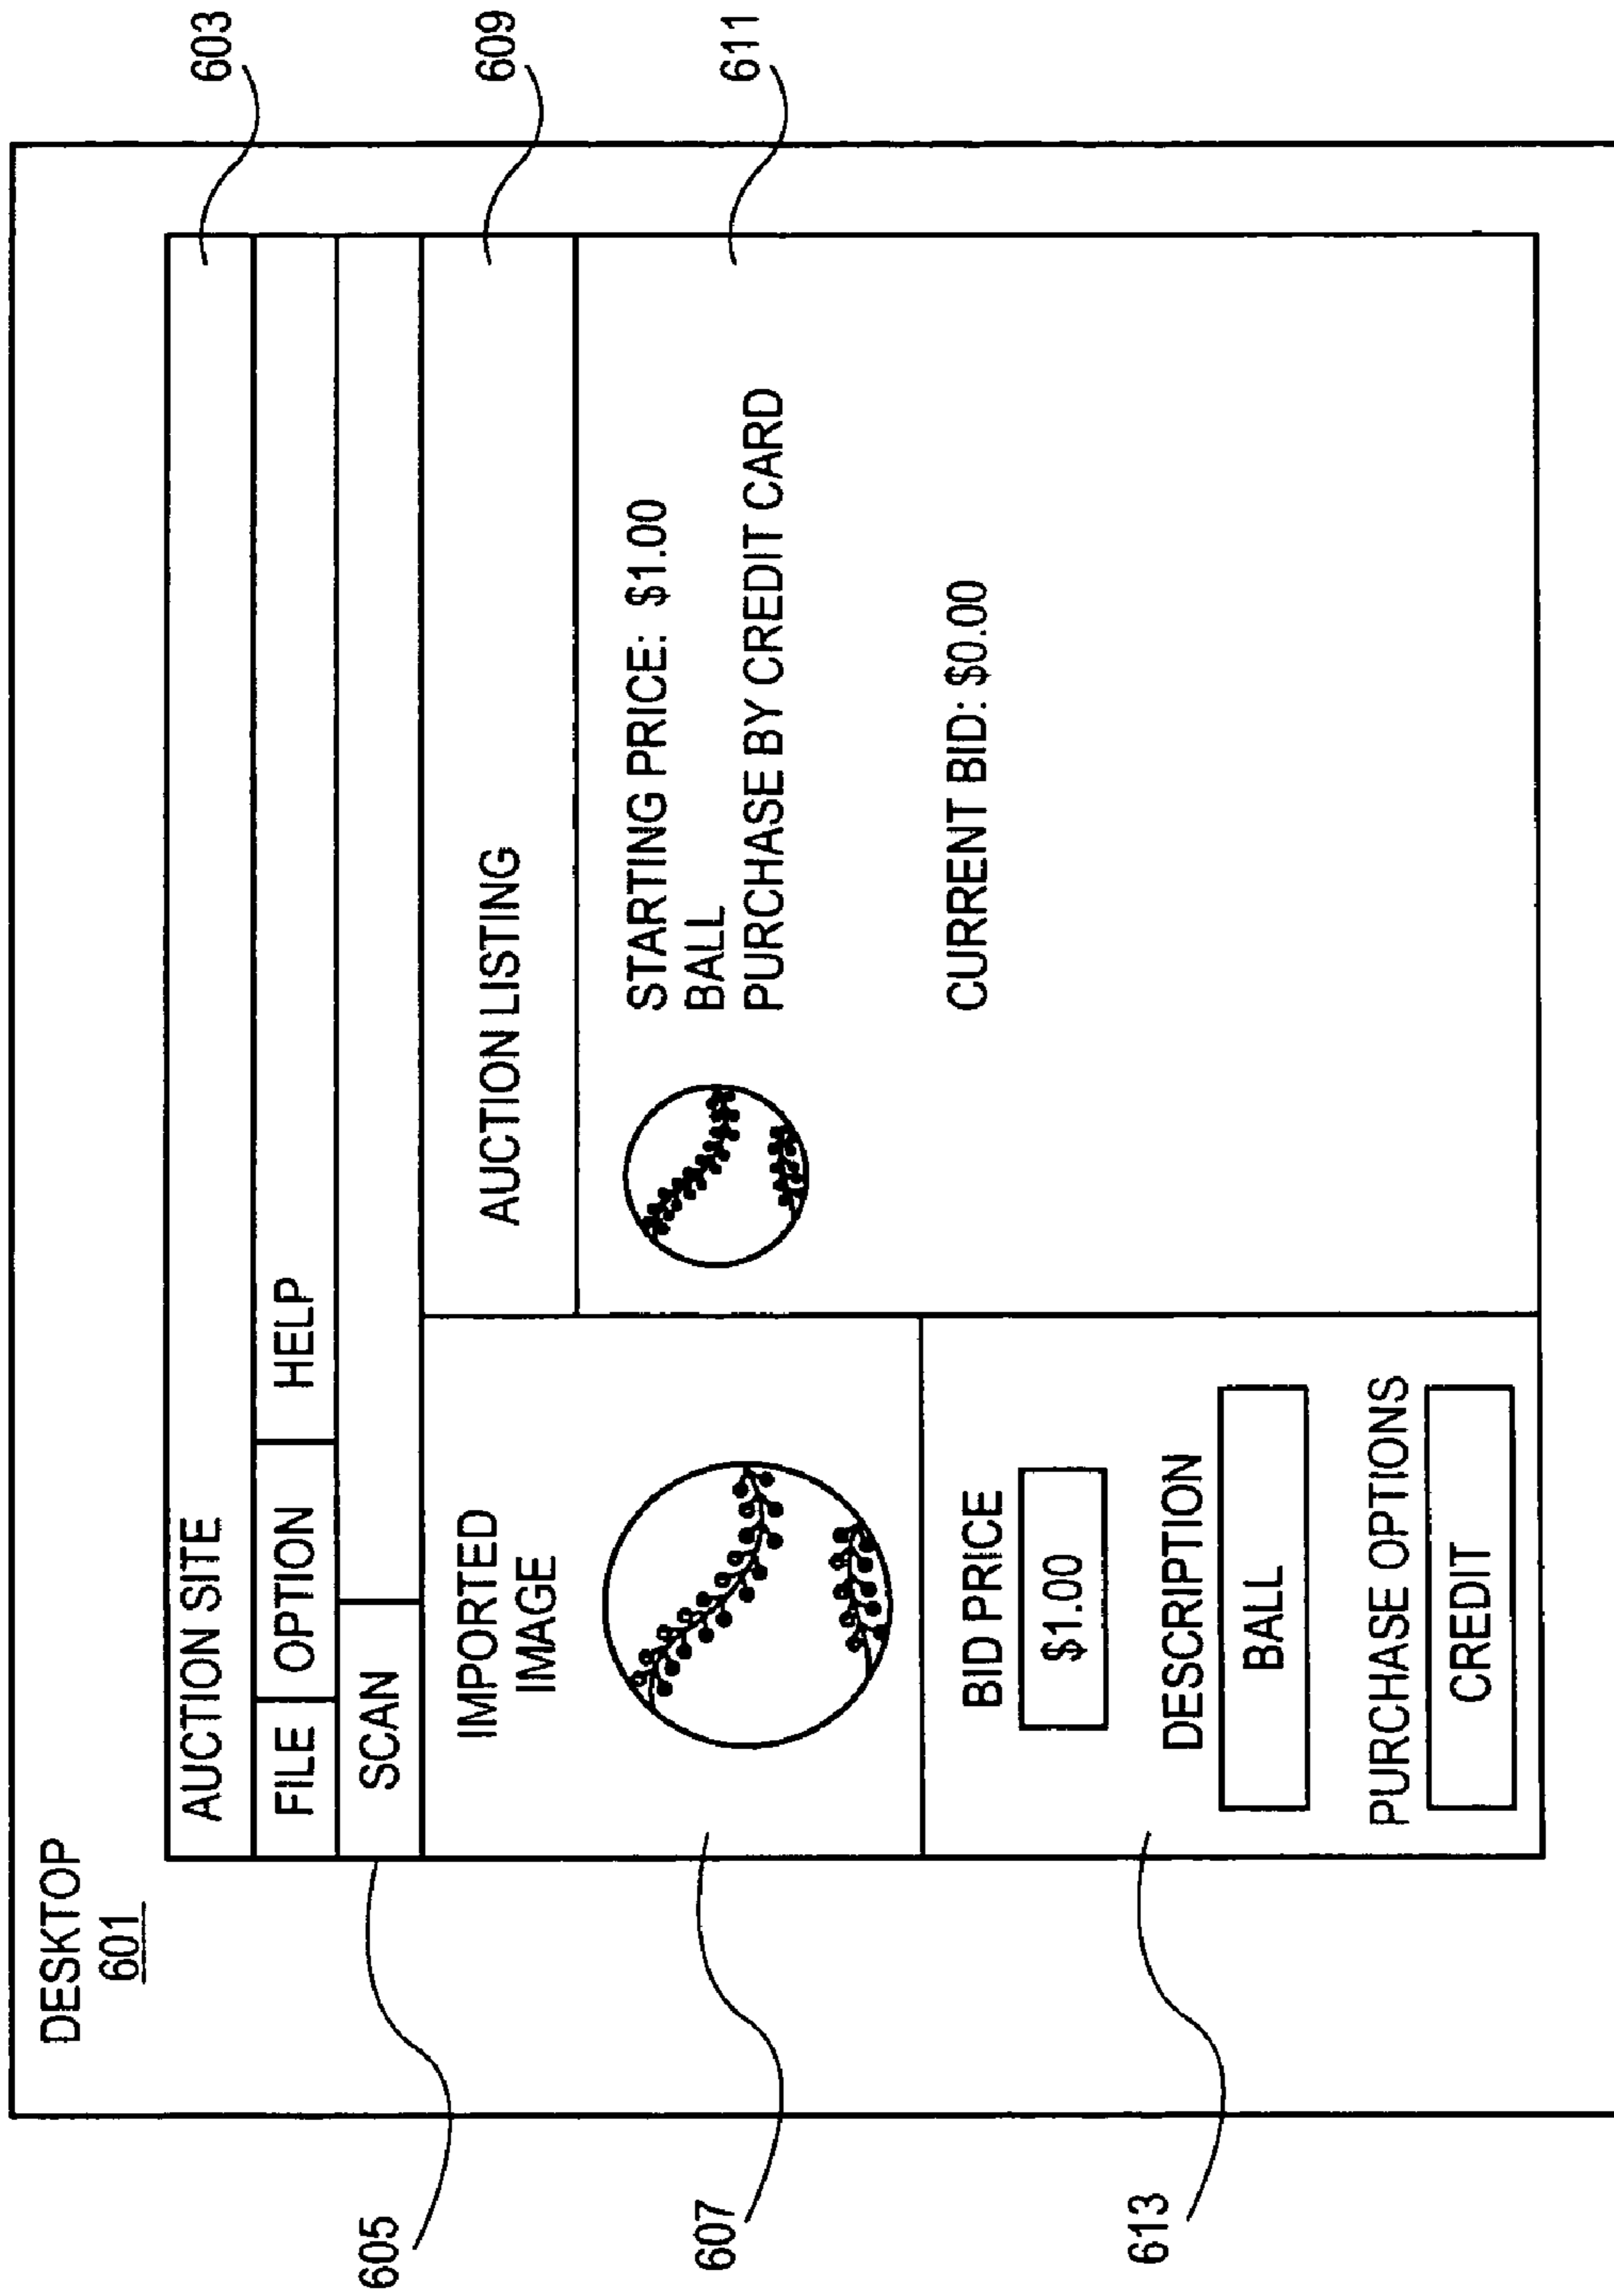 DESKTOP
601
603
AUCTION SITE
FILE OPTION HELP
605
SCAN
609
AUCTION LISTING
607
IMPORTED
IMAGE
611
STARTING PRICE: $1.00
BALL
PURCHASE BY CREDIT CARD
CURRENT BID: $0.00
613
BID PRICE
$1.00
DESCRIPTION
BALL
PURCHASE OPTIONS
CREDIT